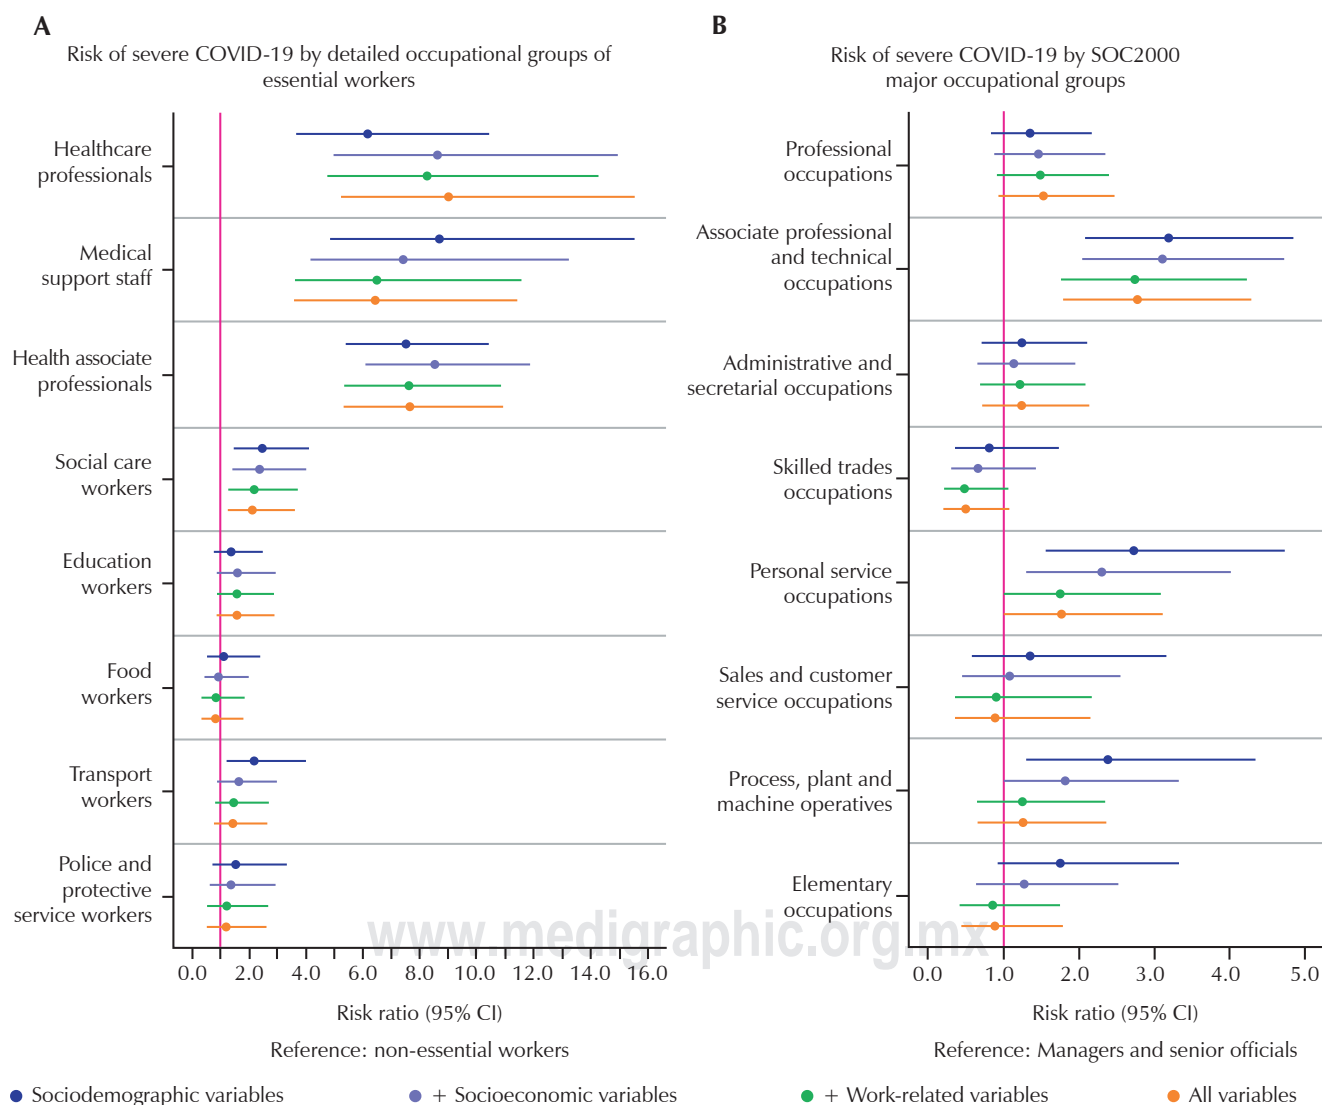 A
Risk of severe COVID-19 by detailed occupational groups of
essential workers
Healthcare
professionals
Medical
support staff
Health associate
professionals
Social care
workers
Education
workers
Food
workers
Transport
workers
Police and
protective
service workers
0.0 2.0 4.0 6.0 8.0 10.0 12.0 14.0 16.0
Risk ratio (95% CI)
Reference: non-essential workers
B
Risk of severe COVID-19 by SOC2000
major occupational groups
Professional
occupations
Associate professional
and technical
occupations
Administrative and
secretarial occupations
Skilled trades
occupations
Personal service
occupations
Sales and customer
service occupations
Process, plant and
machine operatives
Elementary
occupations
0.0 1.0 2.0 3.0 4.0 5.0
Risk ratio (95% CI)
Reference: Managers and senior officials
www.medigraphic.org.mx
Sociodemographic variables + Socioeconomic variables + Work-related variables All variables